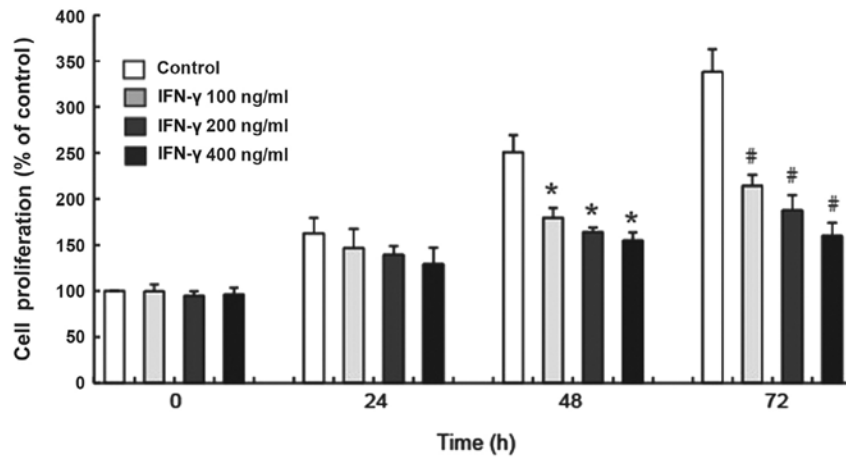 Cell proliferation (% of control)
400
350
300
250
200
150
100
50
0
Control
IFN-γ 100 ng/ml
IFN-γ 200 ng/ml
IFN-γ 400 ng/ml
* * *
# # #
0 24 48 72
Time (h)